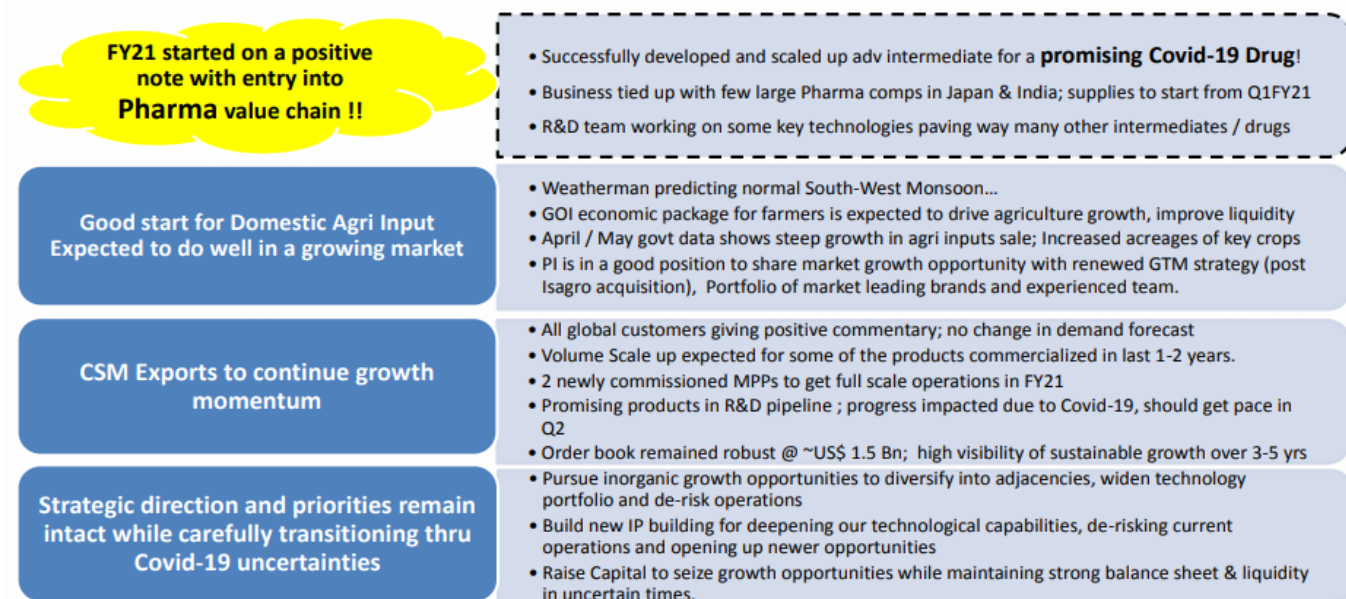 FY21 started on a positive
note with entry into
Pharma value chain !!
• Successfully developed and scaled up adv intermediate for a promising Covid-19 Drug!
• Business tied up with few large Pharma comps in Japan & India; supplies to start from Q1FY21
• R&D team working on some key technologies paving way many other intermediates / drugs
Good start for Domestic Agri Input
Expected to do well in a growing market
• Weatherman predicting normal South-West Monsoon...
• GOI economic package for farmers is expected to drive agriculture growth, improve liquidity
• April / May govt data shows steep growth in agri inputs sale; Increased acreages of key crops
• PI is in a good position to share market growth opportunity with renewed GTM strategy (post
Isagro acquisition), Portfolio of market leading brands and experienced team.
CSM Exports to continue growth
momentum
• All global customers giving positive commentary; no change in demand forecast
• Volume Scale up expected for some of the products commercialized in last 1-2 years.
• 2 newly commissioned MPPs to get full scale operations in FY21
• Promising products in R&D pipeline ; progress impacted due to Covid-19, should get pace in
Q2
• Order book remained robust @ ~US$ 1.5 Bn; high visibility of sustainable growth over 3-5 yrs
Strategic direction and priorities remain
intact while carefully transitioning thru
Covid-19 uncertainties
• Pursue inorganic growth opportunities to diversify into adjacencies, widen technology
portfolio and de-risk operations
• Build new IP building for deepening our technological capabilities, de-risking current
operations and opening up newer opportunities
• Raise Capital to seize growth opportunities while maintaining strong balance sheet & liquidity
in uncertain times.